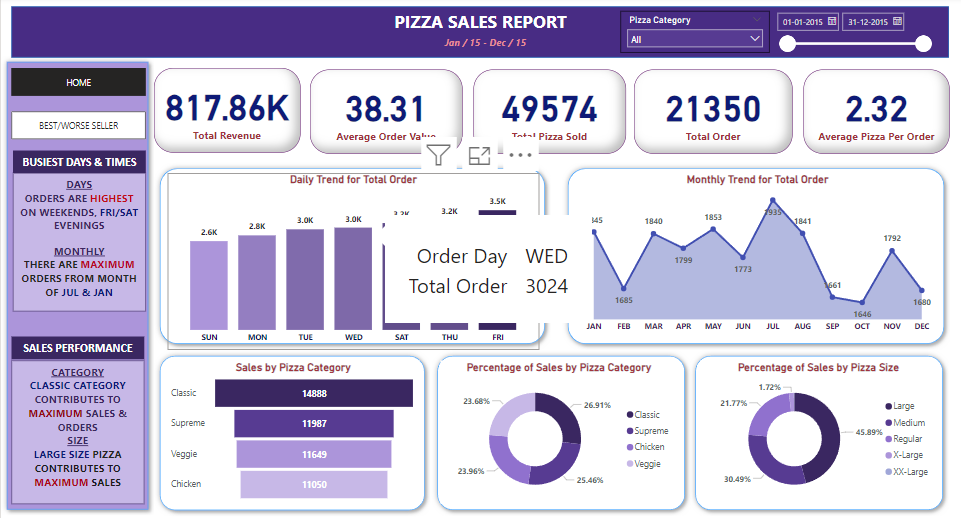 PIZZA SALES REPORT
Jan / 15 - Dec / 15
Pizza Category
All
01-01-2015
31-12-2015
HOME
BEST/WORSE SELLER
BUSIEST DAYS & TIMES
DAYS
ORDERS ARE HIGHEST
ON WEEKENDS, FRI/SAT
EVENINGS
MONTHLY
THERE ARE MAXIMUM
ORDERS FROM MONTH
OF JUL & JAN
SALES PERFORMANCE
CATEGORY
CLASSIC CATEGORY
CONTRIBUTES TO
MAXIMUM SALES &
ORDERS
SIZE
LARGE SIZE PIZZA
CONTRIBUTES TO
MAXIMUM SALES
817.86K
Total Revenue
38.31
Average Order Value
49574
Total Pizza Sold
21350
Total Order
2.32
Average Pizza Per Order
Daily Trend for Total Order
2.6K
2.8K
3.0K
3.0K
3.2K
3.5K
SUN MON TUE WED SAT THU FRI
Order Day WED
Total Order 3024
Monthly Trend for Total Order
1685
1840
1799
1853
1773
1935
1841
1646
1792
1680
JAN FEB MAR APR MAY JUN JUL AUG SEP OCT NOV DEC
Sales by Pizza Category
Classic 14888
Supreme 11987
Veggie 11649
Chicken 11050
Percentage of Sales by Pizza Category
23.68%
26.91%
23.96%
25.46%
Classic
Supreme
Chicken
Veggie
Percentage of Sales by Pizza Size
1.72%
21.77%
45.89%
30.49%
Large
Medium
Regular
X-Large
XX-Large